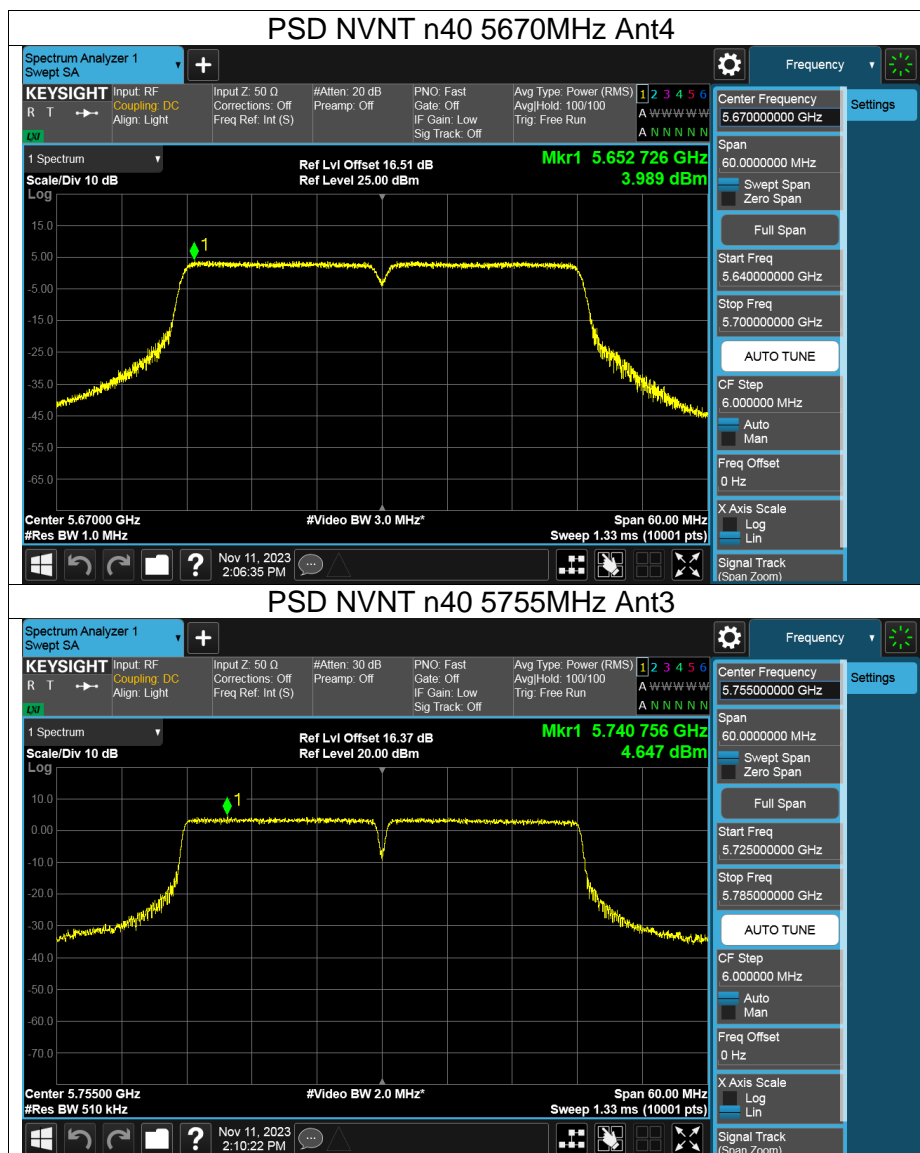 PSD NVNT n40 5670MHz Ant4
Spectrum Analyzer 1
Swept SA
+
Frequency
KEYSIGHT Input: RF Input Z: 50 Ω #Atten: 20 dB PNO: Fast Avg Type: Power (RMS) 1 2 3 4 5 6
R T Coupling: DC Corrections: Off Preamp: Off Gate: Off Avg|Hold: 100/100 A W W W W W
Align: Light Freq Ref: Int (S) IF Gain: Low Trig: Free Run
LXI Sig Track: Off A N N N N N
1 Spectrum
Scale/Div 10 dB
Ref Lvl Offset 16.51 dB
Ref Level 25.00 dBm
Mkr1 5.652 726 GHz
3.989 dBm
Log
15.0
1
5.00
-5.00
-15.0
-25.0
-35.0
-45.0
-55.0
-65.0
Center 5.67000 GHz #Video BW 3.0 MHz* Span 60.00 MHz
#Res BW 1.0 MHz Sweep 1.33 ms (10001 pts)
?
Nov 11, 2023
2:06:35 PM
Center Frequency
5.670000000 GHz
Settings
Span
60.0000000 MHz
Swept Span
Zero Span
Full Span
Start Freq
5.640000000 GHz
Stop Freq
5.700000000 GHz
AUTO TUNE
CF Step
6.000000 MHz
Auto
Man
Freq Offset
0 Hz
X Axis Scale
Log
Lin
Signal Track
(Span Zoom)
PSD NVNT n40 5755MHz Ant3
Spectrum Analyzer 1
Swept SA
+
Frequency
KEYSIGHT Input: RF Input Z: 50 Ω #Atten: 30 dB PNO: Fast Avg Type: Power (RMS) 1 2 3 4 5 6
R T Coupling: DC Corrections: Off Preamp: Off Gate: Off Avg|Hold: 100/100 A W W W W W
Align: Light Freq Ref: Int (S) IF Gain: Low Trig: Free Run
LXI Sig Track: Off A N N N N N
1 Spectrum
Scale/Div 10 dB
Ref Lvl Offset 16.37 dB
Ref Level 20.00 dBm
Mkr1 5.740 756 GHz
4.647 dBm
Log
10.0
1
0.00
-10.0
-20.0
-30.0
-40.0
-50.0
-60.0
-70.0
Center 5.75500 GHz #Video BW 2.0 MHz* Span 60.00 MHz
#Res BW 510 kHz Sweep 1.33 ms (10001 pts)
?
Nov 11, 2023
2:10:22 PM
Center Frequency
5.755000000 GHz
Settings
Span
60.0000000 MHz
Swept Span
Zero Span
Full Span
Start Freq
5.725000000 GHz
Stop Freq
5.785000000 GHz
AUTO TUNE
CF Step
6.000000 MHz
Auto
Man
Freq Offset
0 Hz
X Axis Scale
Log
Lin
Signal Track
(Span Zoom)